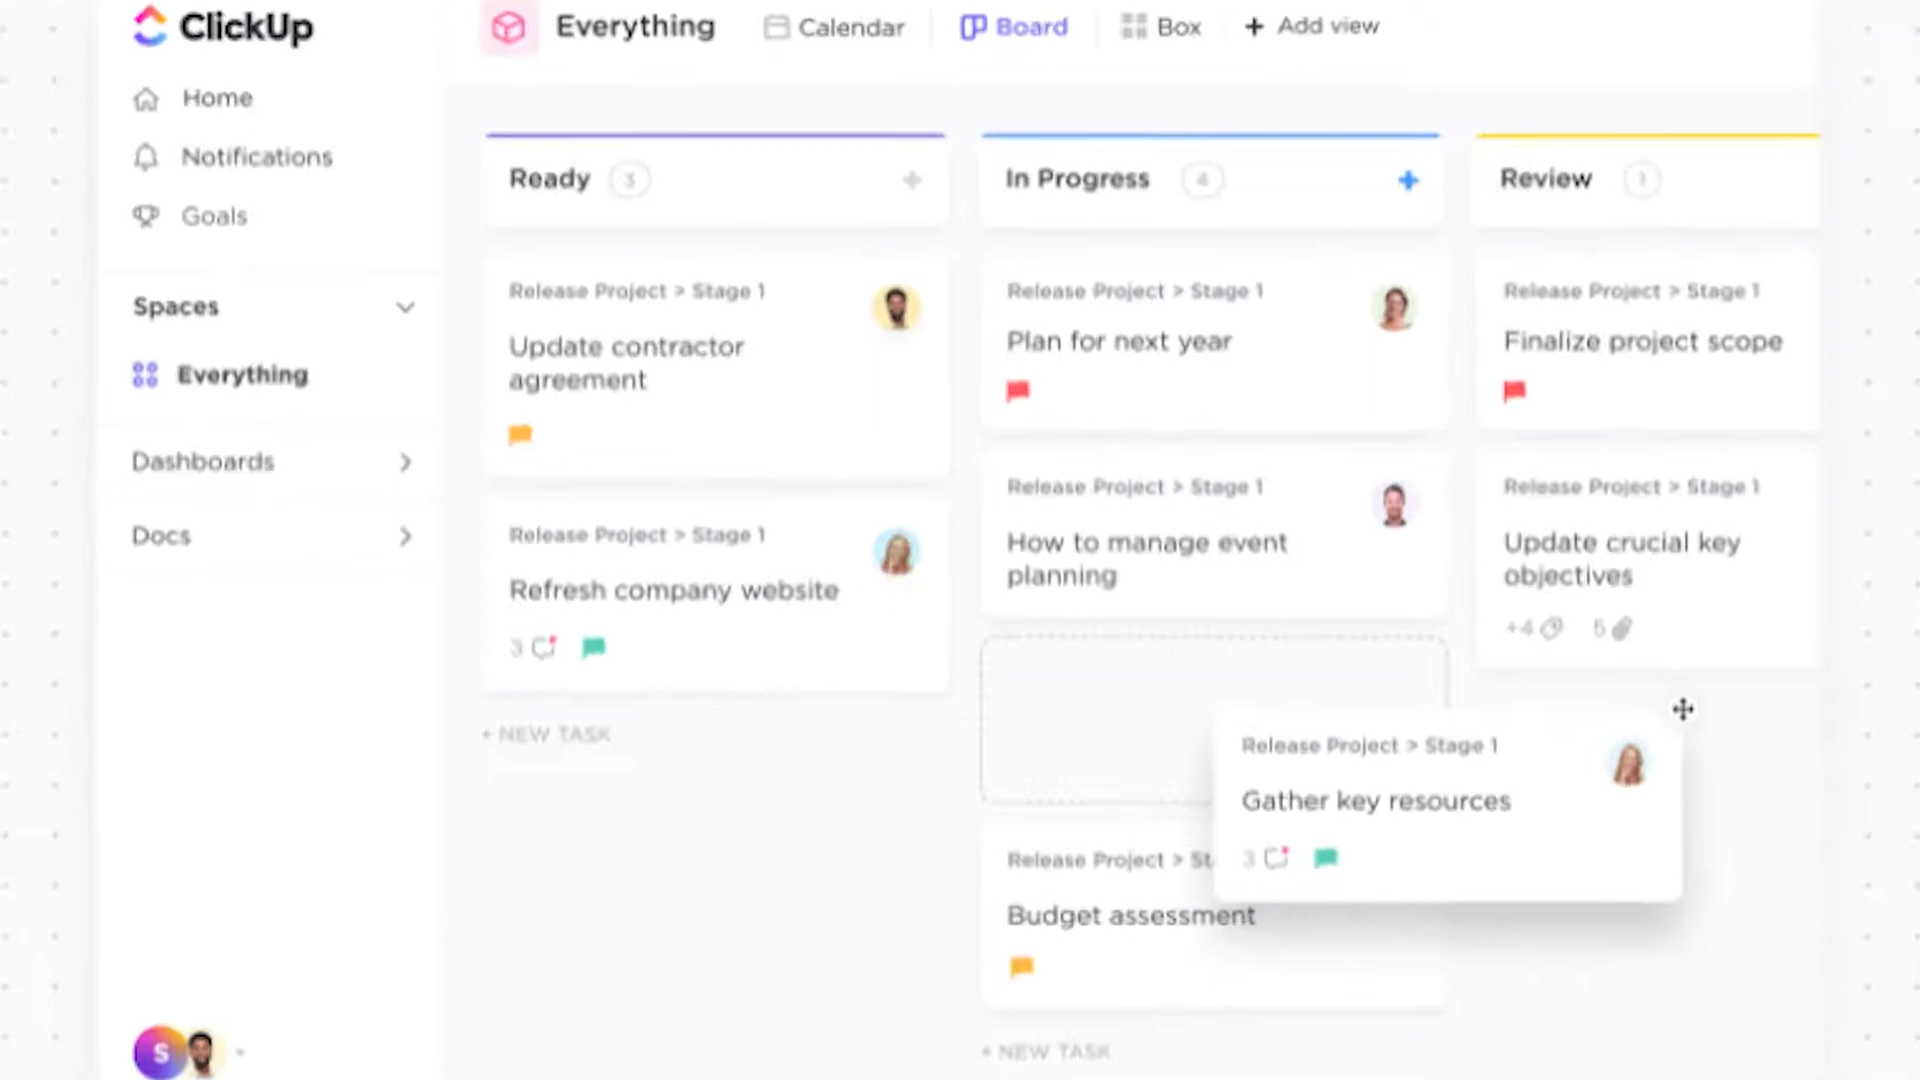 ClickUp
Home
Notifications
Goals
Spaces
Everything
Dashboards
Docs
S
Everything
Calendar
Board
Box
+ Add view
Ready 3
Release Project > Stage 1
Update contractor
agreement
Release Project > Stage 1
Refresh company website
3
+ NEW TASK
In Progress 4
Release Project > Stage 1
Plan for next year
Release Project > Stage 1
How to manage event
planning
Release Project > St
Budget assessment
+ NEW TASK
Release Project > Stage 1
Gather key resources
3
Review 1
Release Project > Stage 1
Finalize project scope
Release Project > Stage 1
Update crucial key
objectives
+4 5